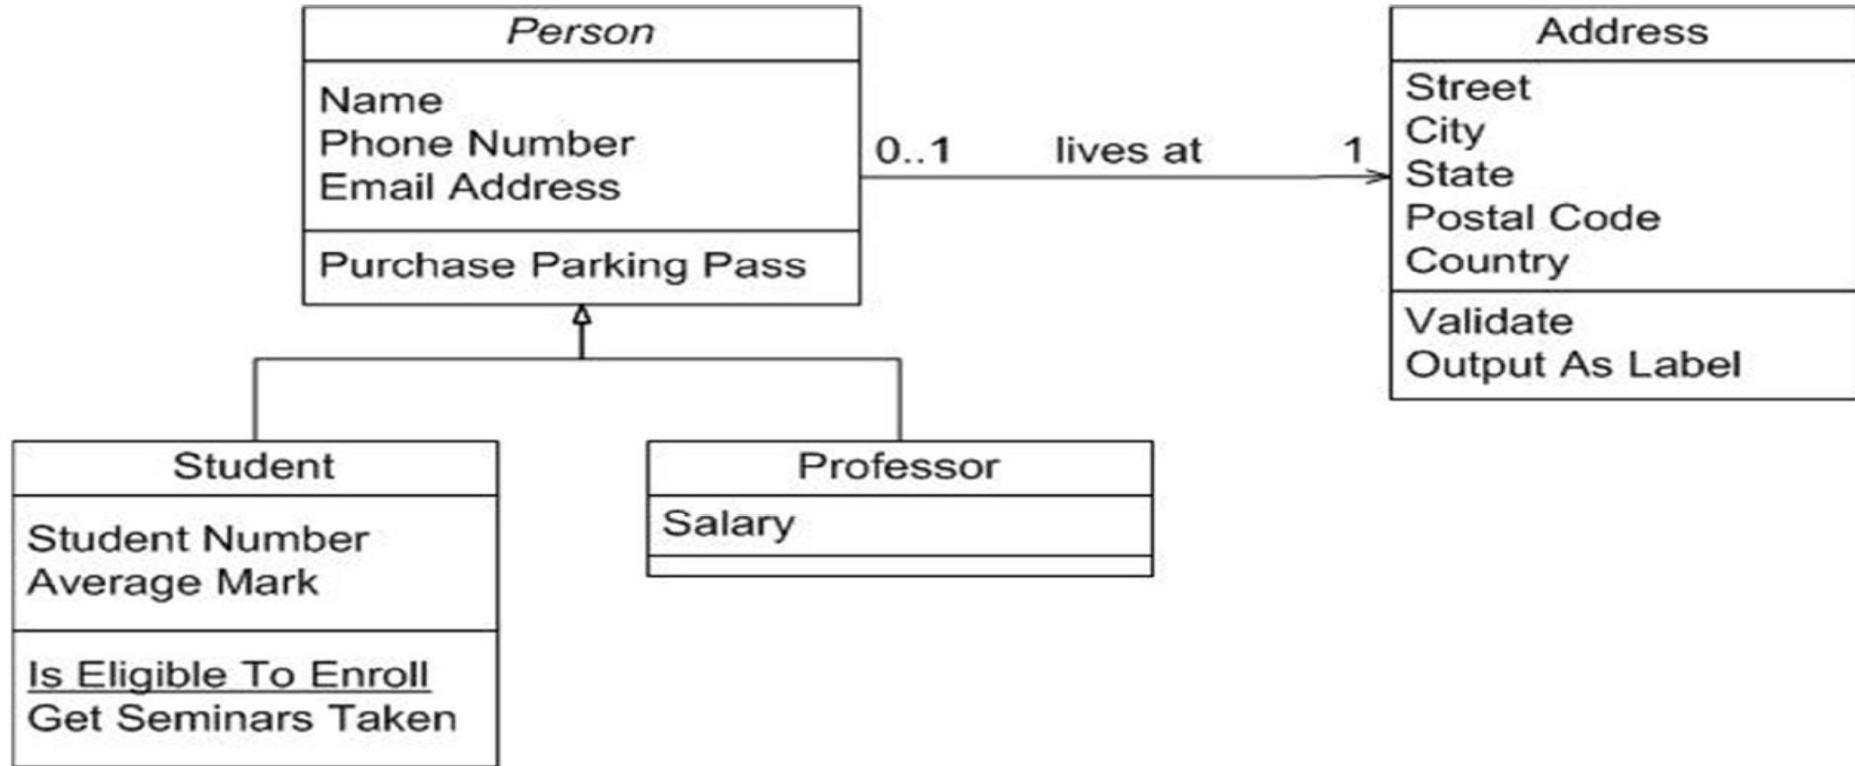 Person
Name
Phone Number
Email Address
Purchase Parking Pass
0..1 lives at 1
Address
Street
City
State
Postal Code
Country
Validate
Output As Label
Student
Student Number
Average Mark
Is Eligible To Enroll
Get Seminars Taken
Professor
Salary